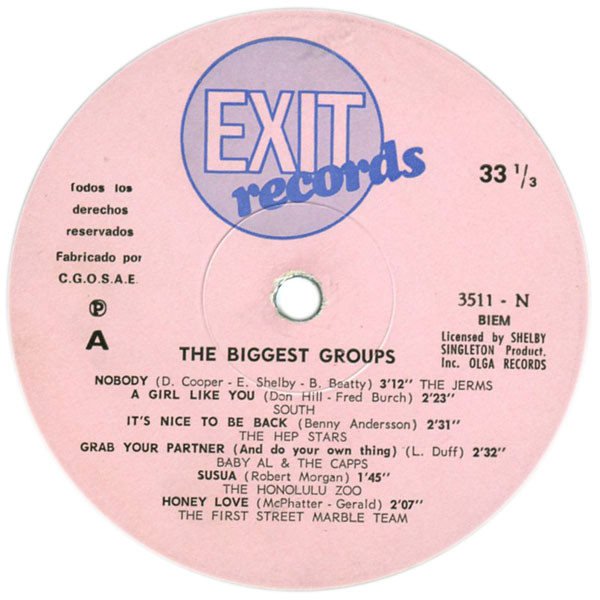 EXIT
records
33 1/3
Todos los
derechos
reservados
Fabricado por
C.G.O.S.A.E.
P
A
3511 - N
BIEM
Licensed by SHELBY
SINGLETON Product.
Inc. OLGA RECORDS
THE BIGGEST GROUPS
NOBODY (D. Cooper - E. Shelby - B. Beatty) 3'12'' THE JERMS
A GIRL LIKE YOU (Don Hill - Fred Burch) 2'23''
SOUTH
IT'S NICE TO BE BACK (Benny Andersson) 2'31''
THE HEP STARS
GRAB YOUR PARTNER (And do your own thing) (L. Duff) 2'32''
BABY AL & THE CAPPS
SUSUA (Robert Morgan) 1'45''
THE HONOLULU ZOO
HONEY LOVE (McPhatter - Gerald) 2'07''
THE FIRST STREET MARBLE TEAM